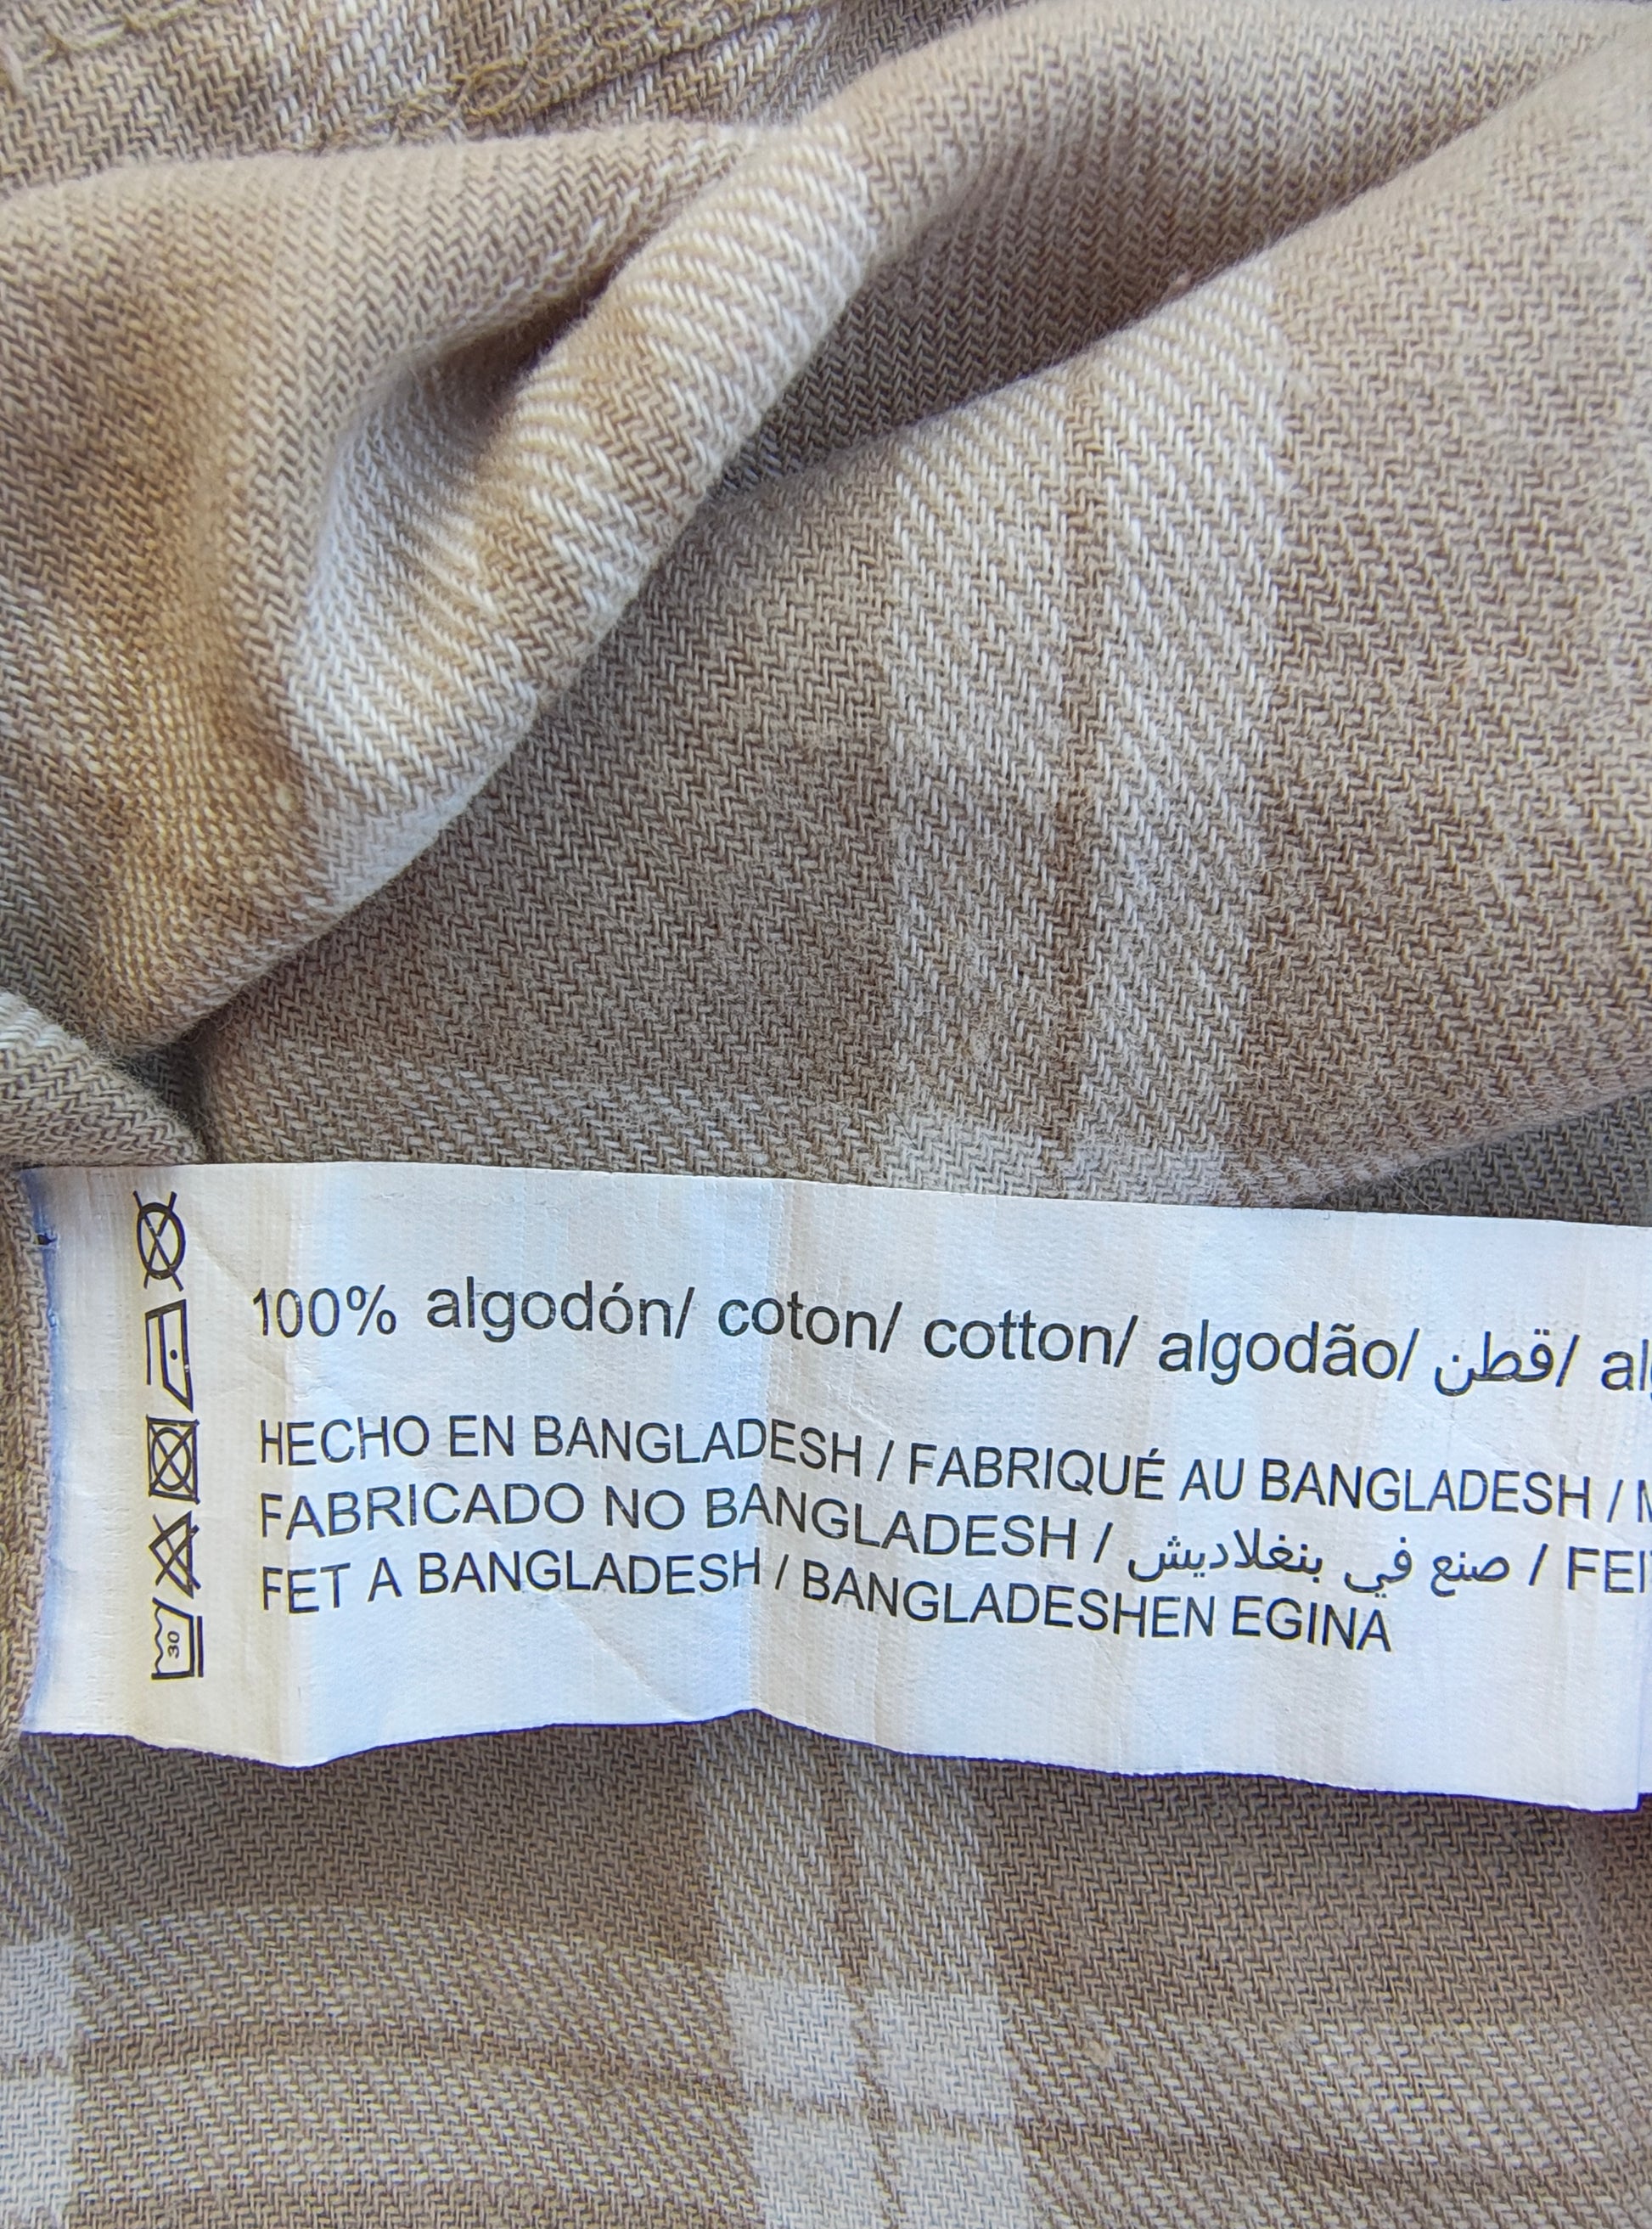 100% algodón/ coton/ cotton/ algodão/ قطن/
HECHO EN BANGLADESH / FABRIQUÉ AU BANGLADESH /
FABRICADO NO BANGLADESH / صنع في بنغلاديش /
FET A BANGLADESH / BANGLADESHEN EGINA
30